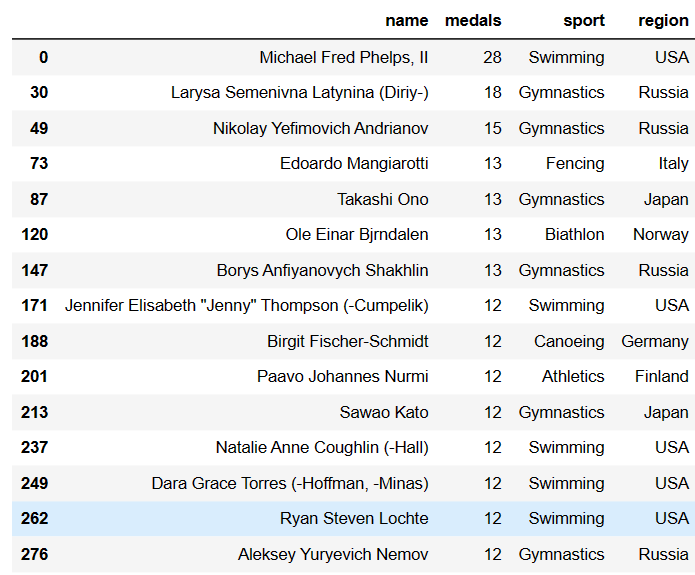 name medals sport region
0 Michael Fred Phelps, II 28 Swimming USA
30 Larysa Semenivna Latynina (Diriy-) 18 Gymnastics Russia
49 Nikolay Yefimovich Andrianov 15 Gymnastics Russia
73 Edoardo Mangiarotti 13 Fencing Italy
87 Takashi Ono 13 Gymnastics Japan
120 Ole Einar Bjrndalen 13 Biathlon Norway
147 Borys Anfiyanovych Shakhlin 13 Gymnastics Russia
171 Jennifer Elisabeth "Jenny" Thompson (-Cumpelik) 12 Swimming USA
188 Birgit Fischer-Schmidt 12 Canoeing Germany
201 Paavo Johannes Nurmi 12 Athletics Finland
213 Sawao Kato 12 Gymnastics Japan
237 Natalie Anne Coughlin (-Hall) 12 Swimming USA
249 Dara Grace Torres (-Hoffman, -Minas) 12 Swimming USA
262 Ryan Steven Lochte 12 Swimming USA
276 Aleksey Yuryevich Nemov 12 Gymnastics Russia